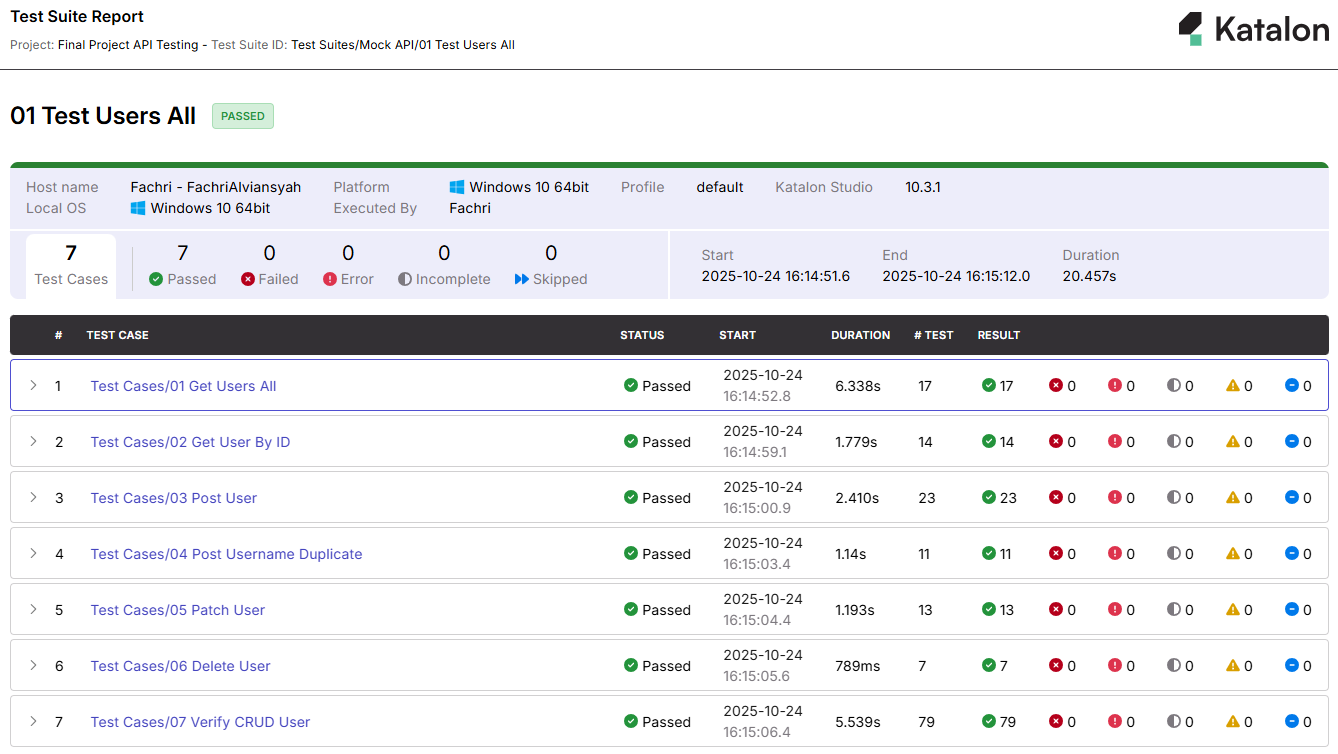 Test Suite Report
Project: Final Project API Testing - Test Suite ID: Test Suites/Mock API/01 Test Users All
Katalon
01 Test Users All PASSED
Host name Fachri - FachriAlviansyah Platform Windows 10 64bit Profile default Katalon Studio 10.3.1
Local OS Windows 10 64bit Executed By Fachri
7 7 0 0 0 0
Test Cases Passed Failed Error Incomplete Skipped
Start End Duration
2025-10-24 16:14:51.6 2025-10-24 16:15:12.0 20.457s
# TEST CASE STATUS START DURATION # TEST RESULT
1 Test Cases/01 Get Users All Passed 2025-10-24 6.338s 17 17 0 0 0 0 0
16:14:52.8
2 Test Cases/02 Get User By ID Passed 2025-10-24 1.779s 14 14 0 0 0 0 0
16:14:59.1
3 Test Cases/03 Post User Passed 2025-10-24 2.410s 23 23 0 0 0 0 0
16:15:00.9
4 Test Cases/04 Post Username Duplicate Passed 2025-10-24 1.14s 11 11 0 0 0 0 0
16:15:03.4
5 Test Cases/05 Patch User Passed 2025-10-24 1.193s 13 13 0 0 0 0 0
16:15:04.4
6 Test Cases/06 Delete User Passed 2025-10-24 789ms 7 7 0 0 0 0 0
16:15:05.6
7 Test Cases/07 Verify CRUD User Passed 2025-10-24 5.539s 79 79 0 0 0 0 0
16:15:06.4